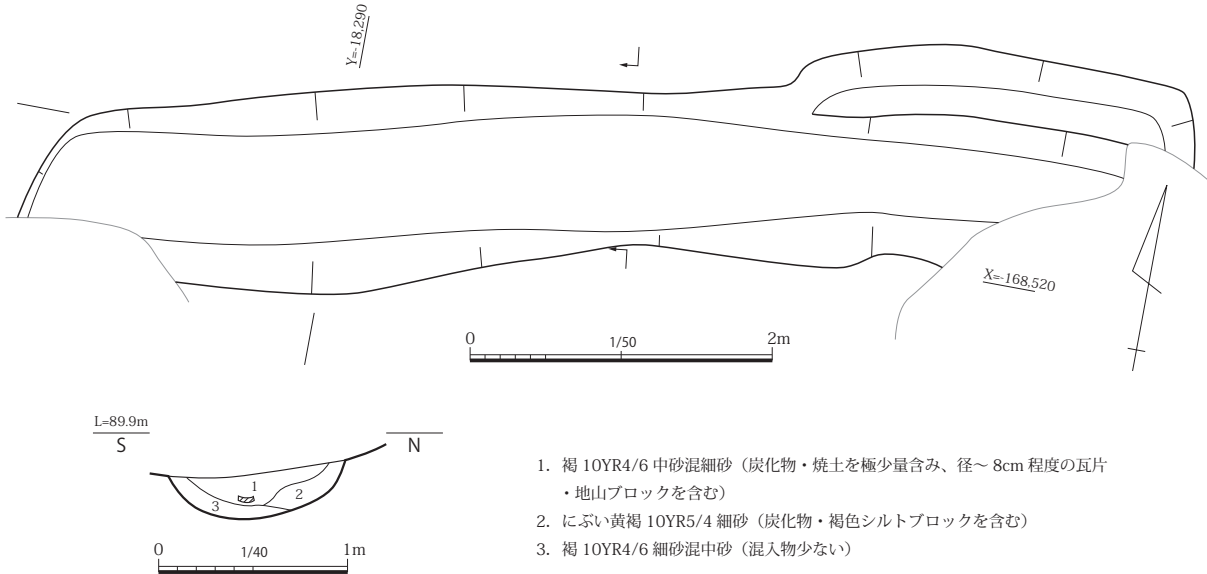 Y=-18,290
X=-168,520
0 1/50 2m
L=89.9m
S N
1
2
3
0 1/40 1m
1. 褐 10YR4/6 中砂混細砂（炭化物・焼土を極少量含み、径～ 8cm 程度の瓦片
・地山ブロックを含む）
2. にぶい黄褐 10YR5/4 細砂（炭化物・褐色シルトブロックを含む）
3. 褐 10YR4/6 細砂混中砂（混入物少ない）